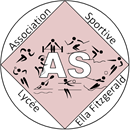 Association
Sportive
AS
Lycée
Ella Fitzgerald